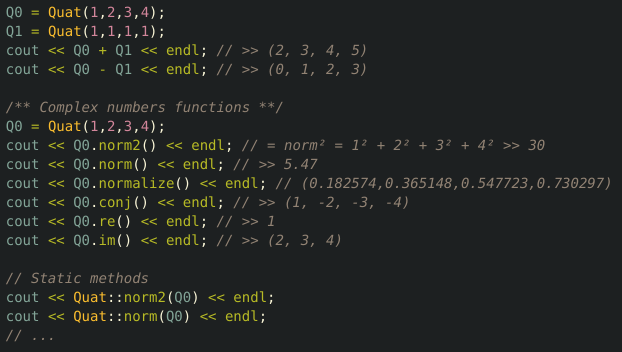 Q0 = Quat(1,2,3,4);
Q1 = Quat(1,1,1,1);
cout << Q0 + Q1 << endl; // >> (2, 3, 4, 5)
cout << Q0 - Q1 << endl; // >> (0, 1, 2, 3)
/** Complex numbers functions **/
Q0 = Quat(1,2,3,4);
cout << Q0.norm2() << endl; // = norm² = 1² + 2² + 3² + 4² >> 30
cout << Q0.norm() << endl; // >> 5.47
cout << Q0.normalize() << endl; // (0.182574,0.365148,0.547723,0.730297)
cout << Q0.conj() << endl; // >> (1, -2, -3, -4)
cout << Q0.re() << endl; // >> 1
cout << Q0.im() << endl; // >> (2, 3, 4)
// Static methods
cout << Quat::norm2(Q0) << endl;
cout << Quat::norm(Q0) << endl;
// ...